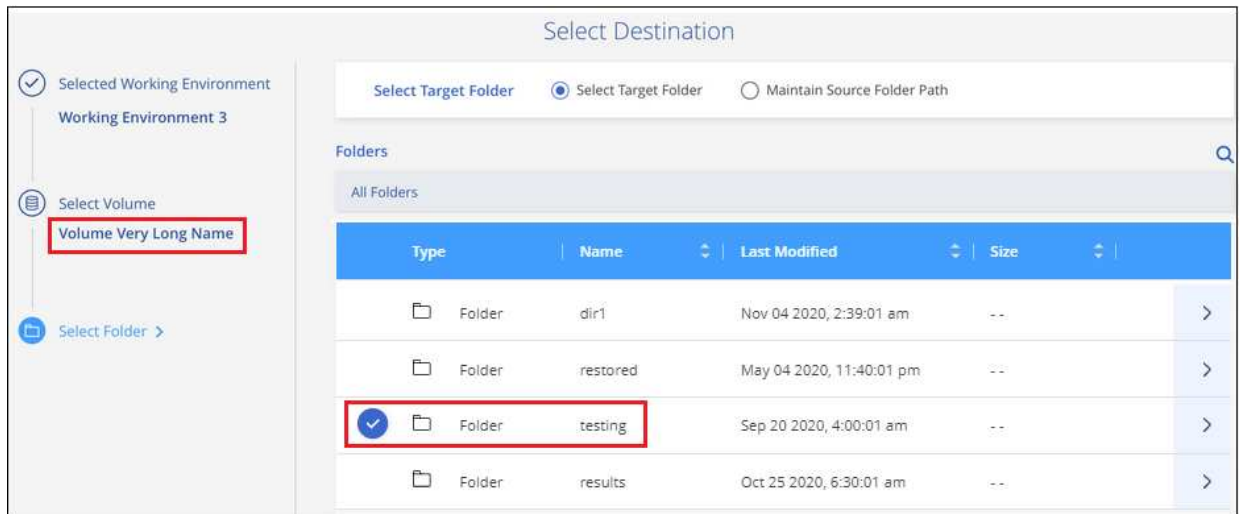 Select Destination
Selected Working Environment
Working Environment 3
Select Volume
Volume Very Long Name
Select Folder >
Select Target Folder Select Target Folder Maintain Source Folder Path
Folders
All Folders
Type Name Last Modified Size
Folder dir1 Nov 04 2020, 2:39:01 am --
Folder restored May 04 2020, 11:40:01 pm --
Folder testing Sep 20 2020, 4:00:01 am --
Folder results Oct 25 2020, 6:30:01 am --